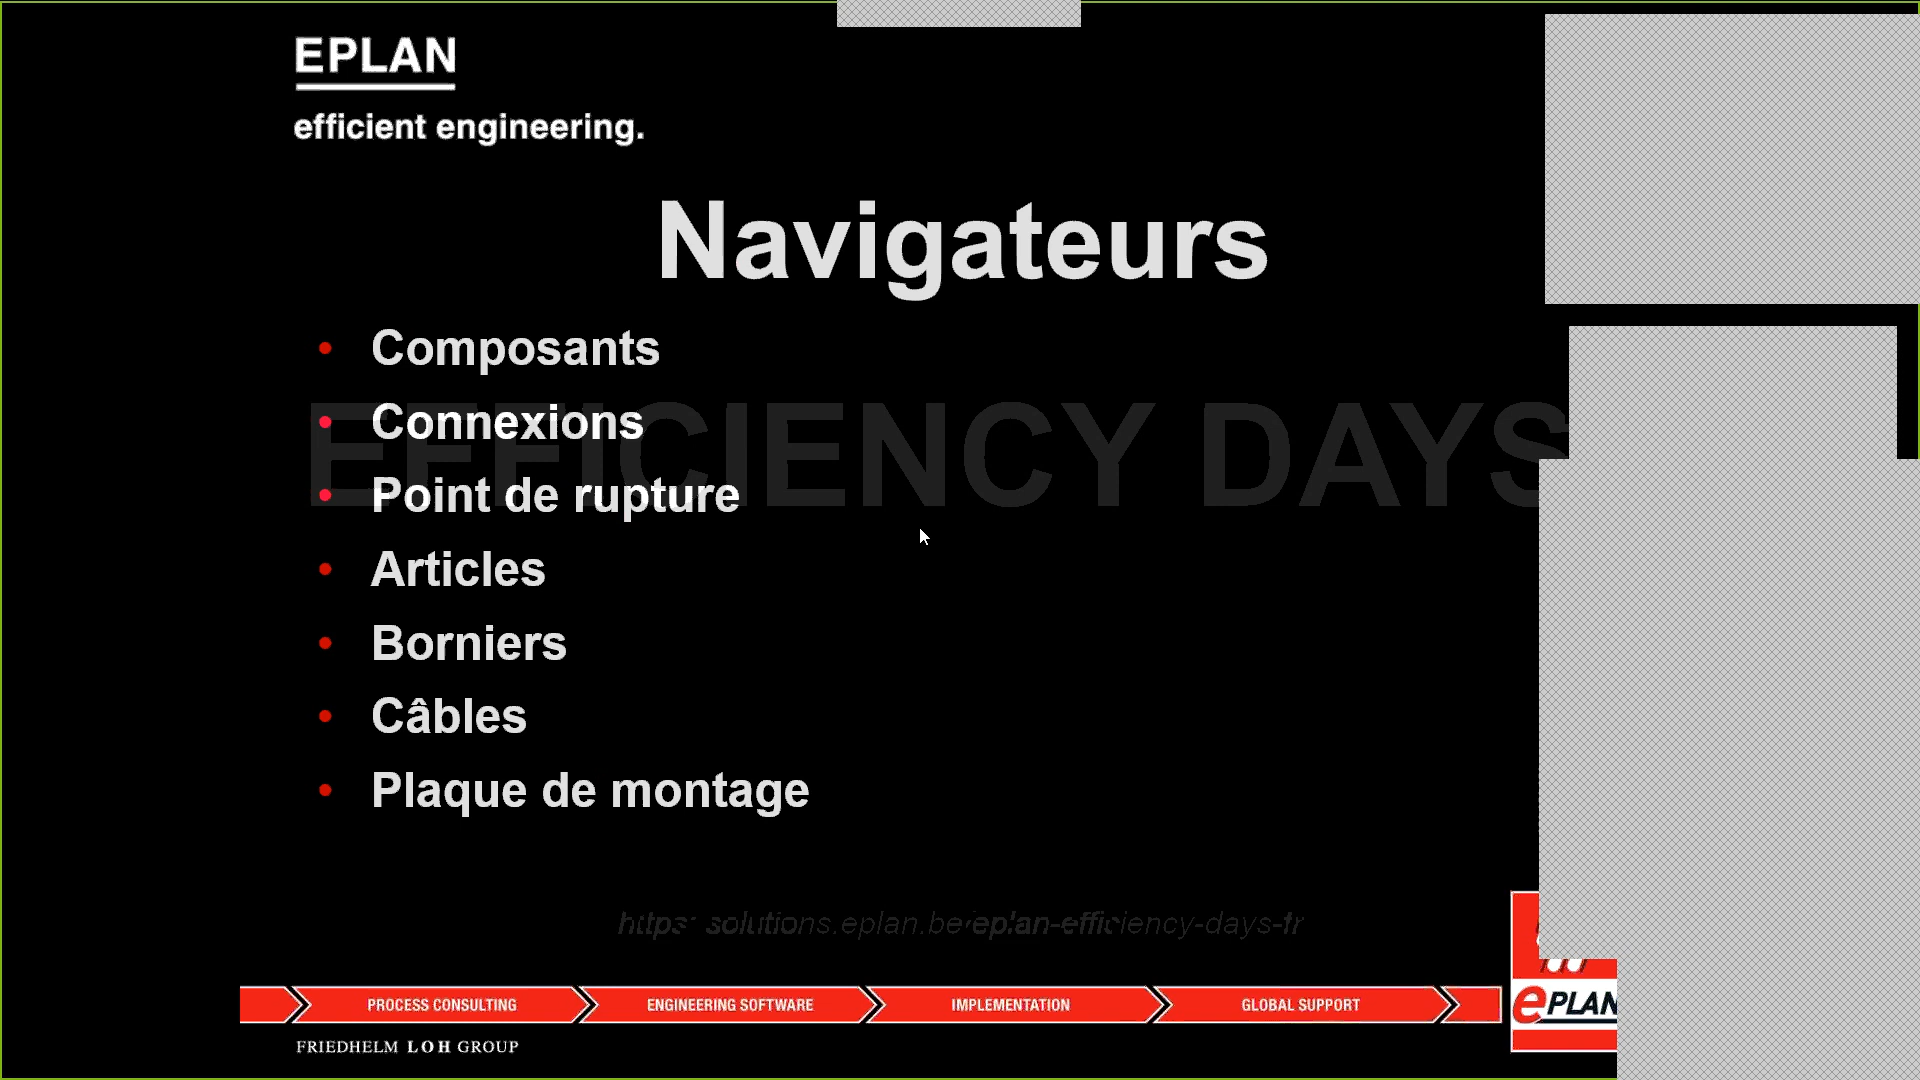 EPLAN
efficient engineering.
Navigateurs
• Composants
• Connexions
• Point de rupture
• Articles
• Borniers
• Câbles
• Plaque de montage
EFFICIENCY DAYS
https solutions.eplan.be/eplan-efficiency-days-fr
PROCESS CONSULTING
ENGINEERING SOFTWARE
IMPLEMENTATION
GLOBAL SUPPORT
ePLAN
FRIEDHELM LOH GROUP